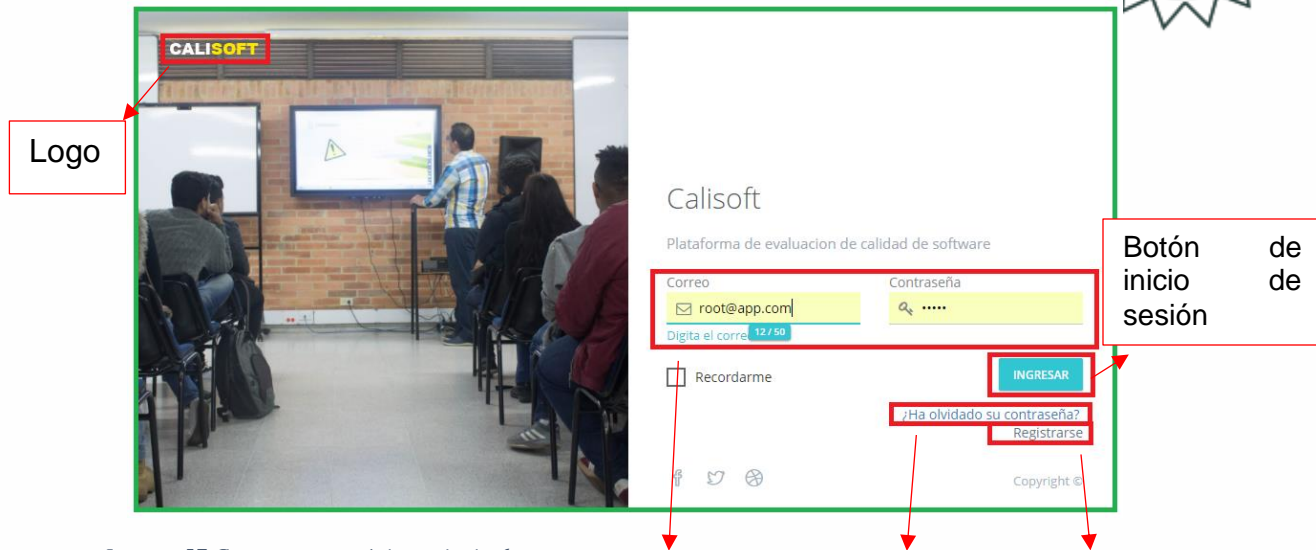 CALISOFT
Logo
Calisoft
Plataforma de evaluacion de calidad de software
Correo
Contraseña
root@app.com
•••••
Digita el corre
12 / 50
Botón de
inicio de
sesión
Recordarme
INGRESAR
¿Ha olvidado su contraseña?
Registrarse
Copyright ©